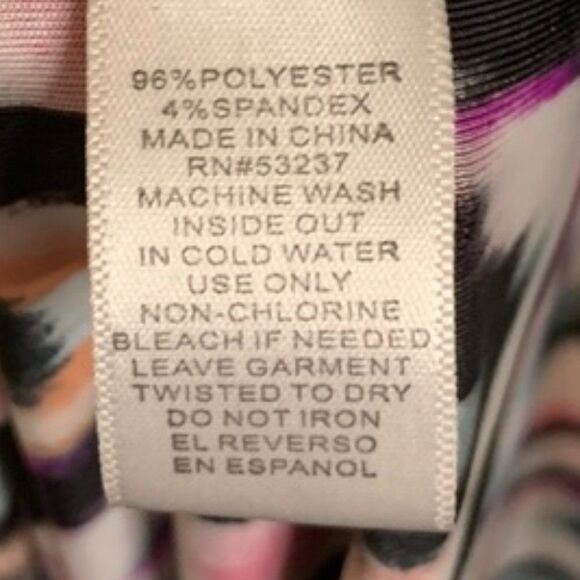 96%POLYESTER
4%SPANDEX
MADE IN CHINA
RN#53237
MACHINE WASH
INSIDE OUT
IN COLD WATER
USE ONLY
NON-CHLORINE
BLEACH IF NEEDED
LEAVE GARMENT
TWISTED TO DRY
DO NOT IRON
EL REVERSO
EN ESPANOL